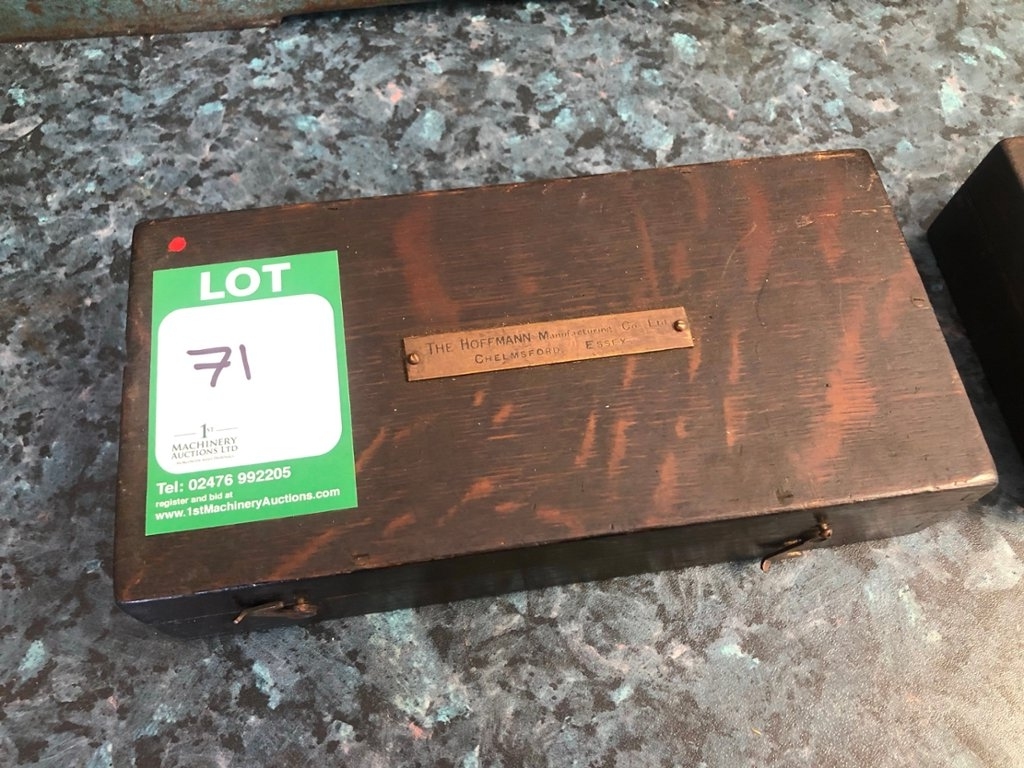 LOT
71
1st
MACHINERY
AUCTIONS LTD
Tel: 02476 992205
register and bid at
www.1stMachineryAuctions.com
THE HOFFMANN MANUFACTURING CO. LTD
CHELMSFORD, ESSEX